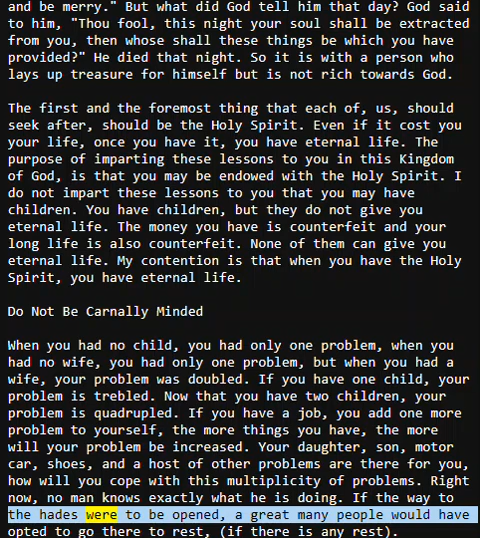 and be merry." But what did God tell him that day? God said
to him, "Thou fool, this night your soul shall be extracted
from you, then whose shall these things be which you have
provided?" He died that night. So it is with a person who
lays up treasure for himself but is not rich towards God.
The first and the foremost thing that each of, us, should
seek after, should be the Holy Spirit. Even if it cost you
your life, once you have it, you have eternal life. The
purpose of imparting these lessons to you in this Kingdom
of God, is that you may be endowed with the Holy Spirit. I
do not impart these lessons to you that you may have
children. You have children, but they do not give you
eternal life. The money you have is counterfeit and your
long life is also counterfeit. None of them can give you
eternal life. My contention is that when you have the Holy
Spirit, you have eternal life.
Do Not Be Carnally Minded
When you had no child, you had only one problem, when you
had no wife, you had only one problem, but when you had a
wife, your problem was doubled. If you have one child, your
problem is trebled. Now that you have two children, your
problem is quadrupled. If you have a job, you add one more
problem to yourself, the more things you have, the more
will your problem be increased. Your daughter, son, motor
car, shoes, and a host of other problems are there for you,
how will you cope with this multiplicity of problems. Right
now, no man knows exactly what he is doing. If the way to
the hades were to be opened, a great many people would have
opted to go there to rest, (if there is any rest).